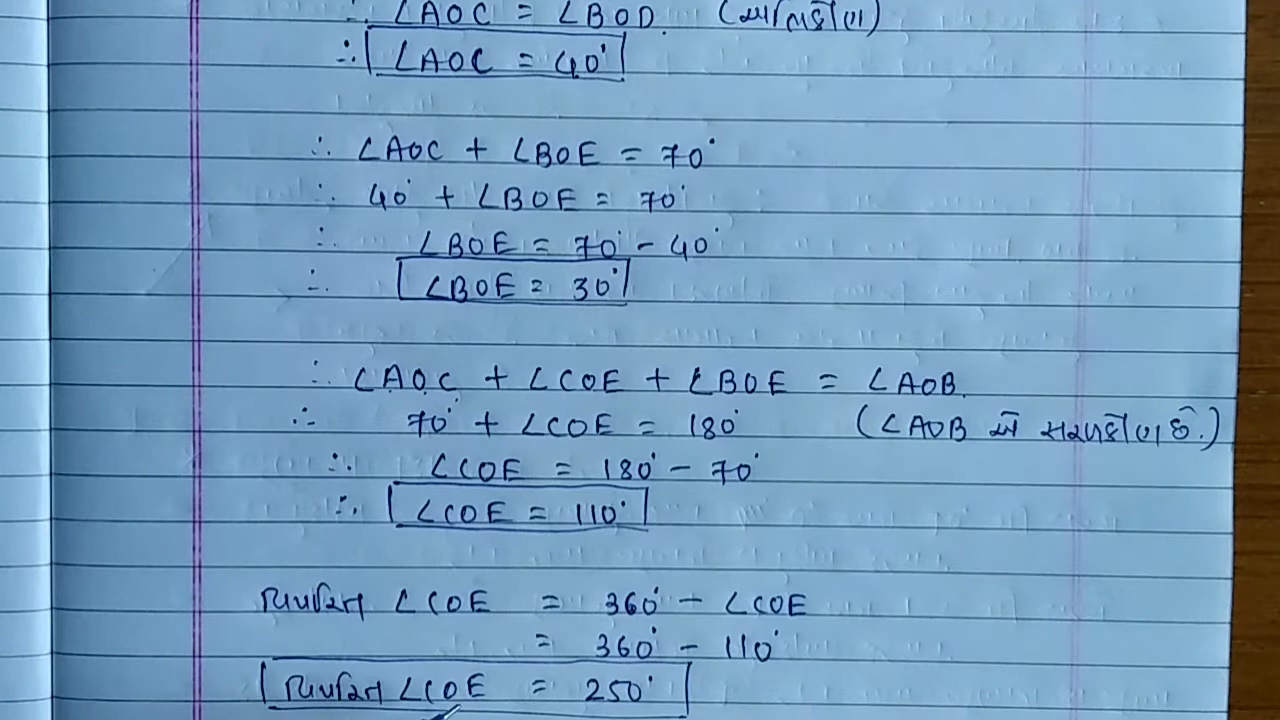 ∴ ∠AOC = ∠BOD. (અભિકોણ)
∴ ∠AOC = 40°
∴ ∠AOC + ∠BOE = 70°
∴ 40° + ∠BOE = 70°
∴ ∠BOE = 70° - 40°
∴ ∠BOE = 30°
∴ ∠AOC + ∠COE + ∠BOE = ∠AOB.
∴ 70° + ∠COE = 180° (∠AOB એ સરળકોણ છે.)
∴ ∠COE = 180° - 70°
∴ ∠COE = 110°
વિપરિત ∠COE = 360° - ∠COE
= 360° - 110°
વિપરિત ∠COE = 250°